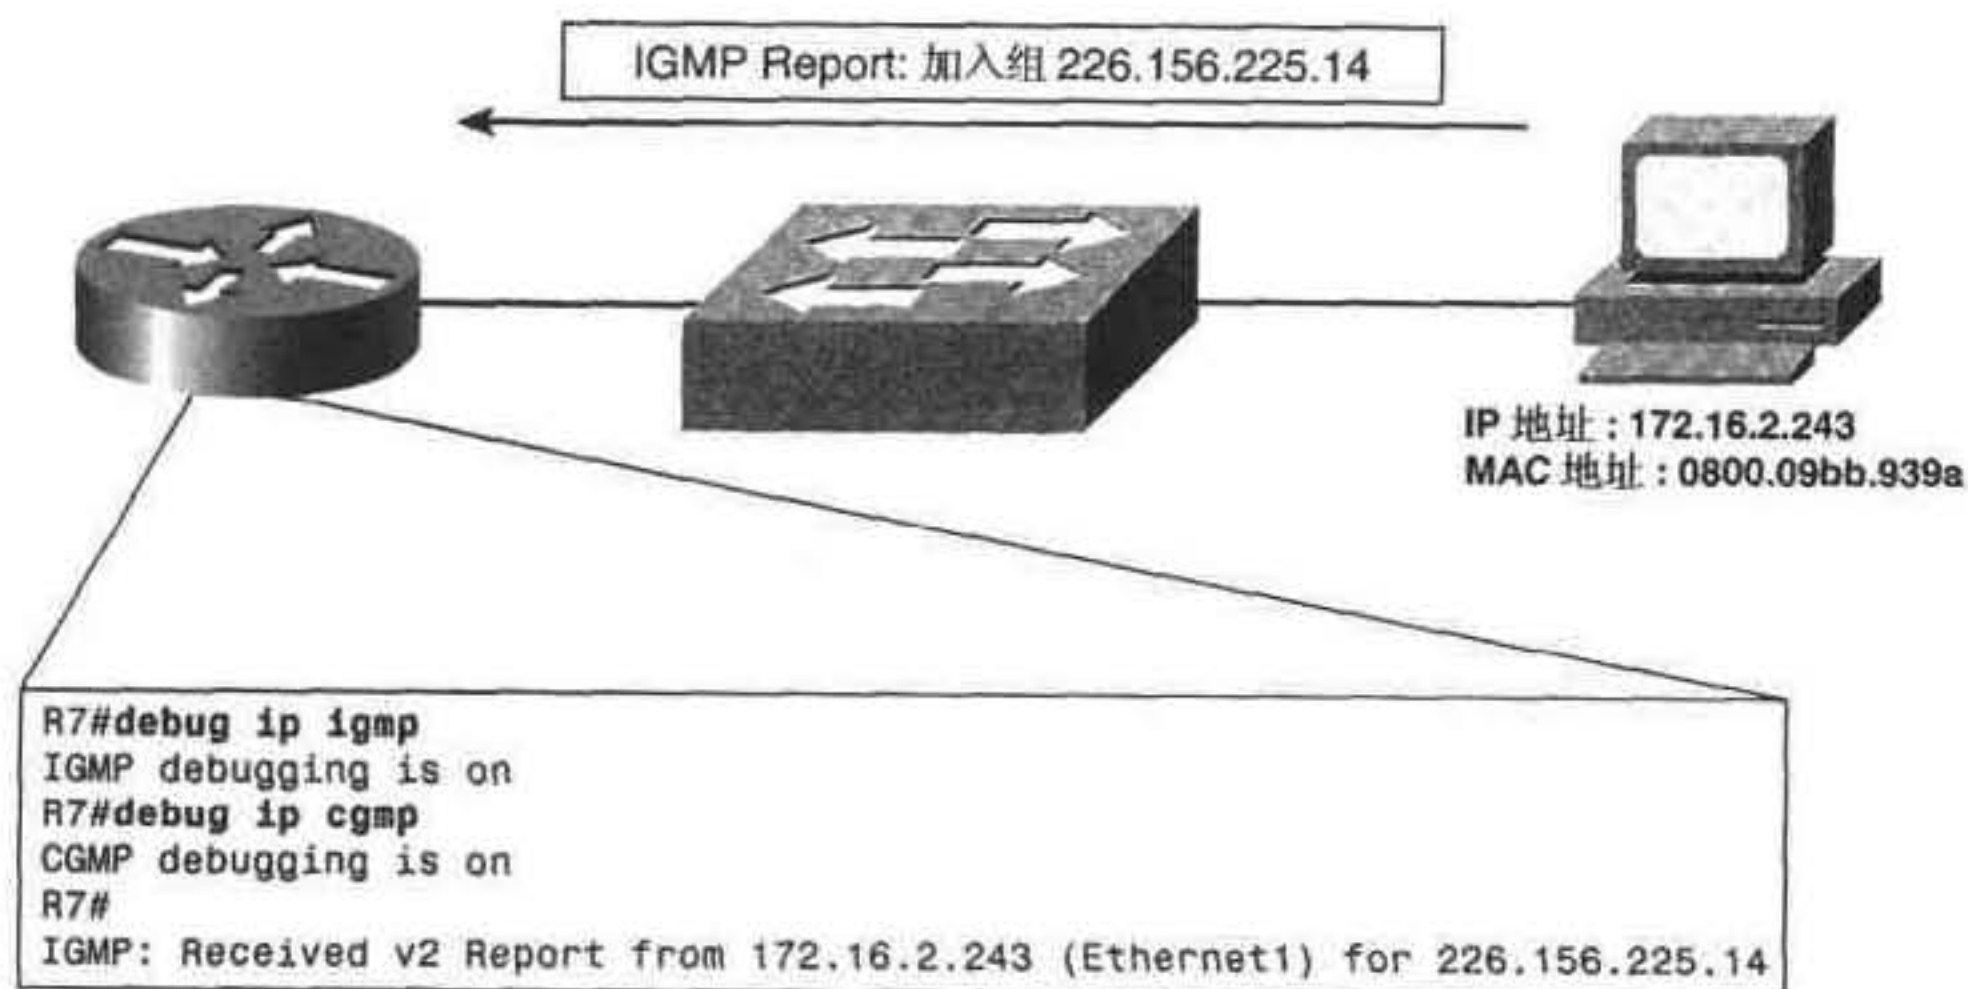 IGMP Report: 加入组 226.156.225.14
IP 地址 : 172.16.2.243
MAC 地址 : 0800.09bb.939a
R7#debug ip igmp
IGMP debugging is on
R7#debug ip cgmp
CGMP debugging is on
R7#
IGMP: Received v2 Report from 172.16.2.243 (Ethernet1) for 226.156.225.14